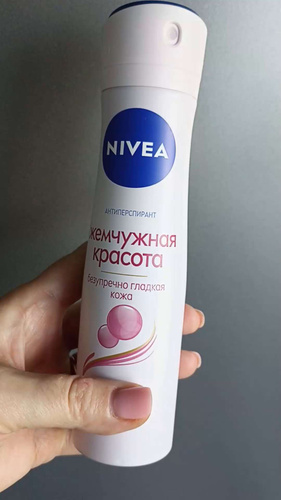 NIVEA
АНТИПЕРСПИРАНТ
жемчужная
красота
безупречно гладкая
кожа